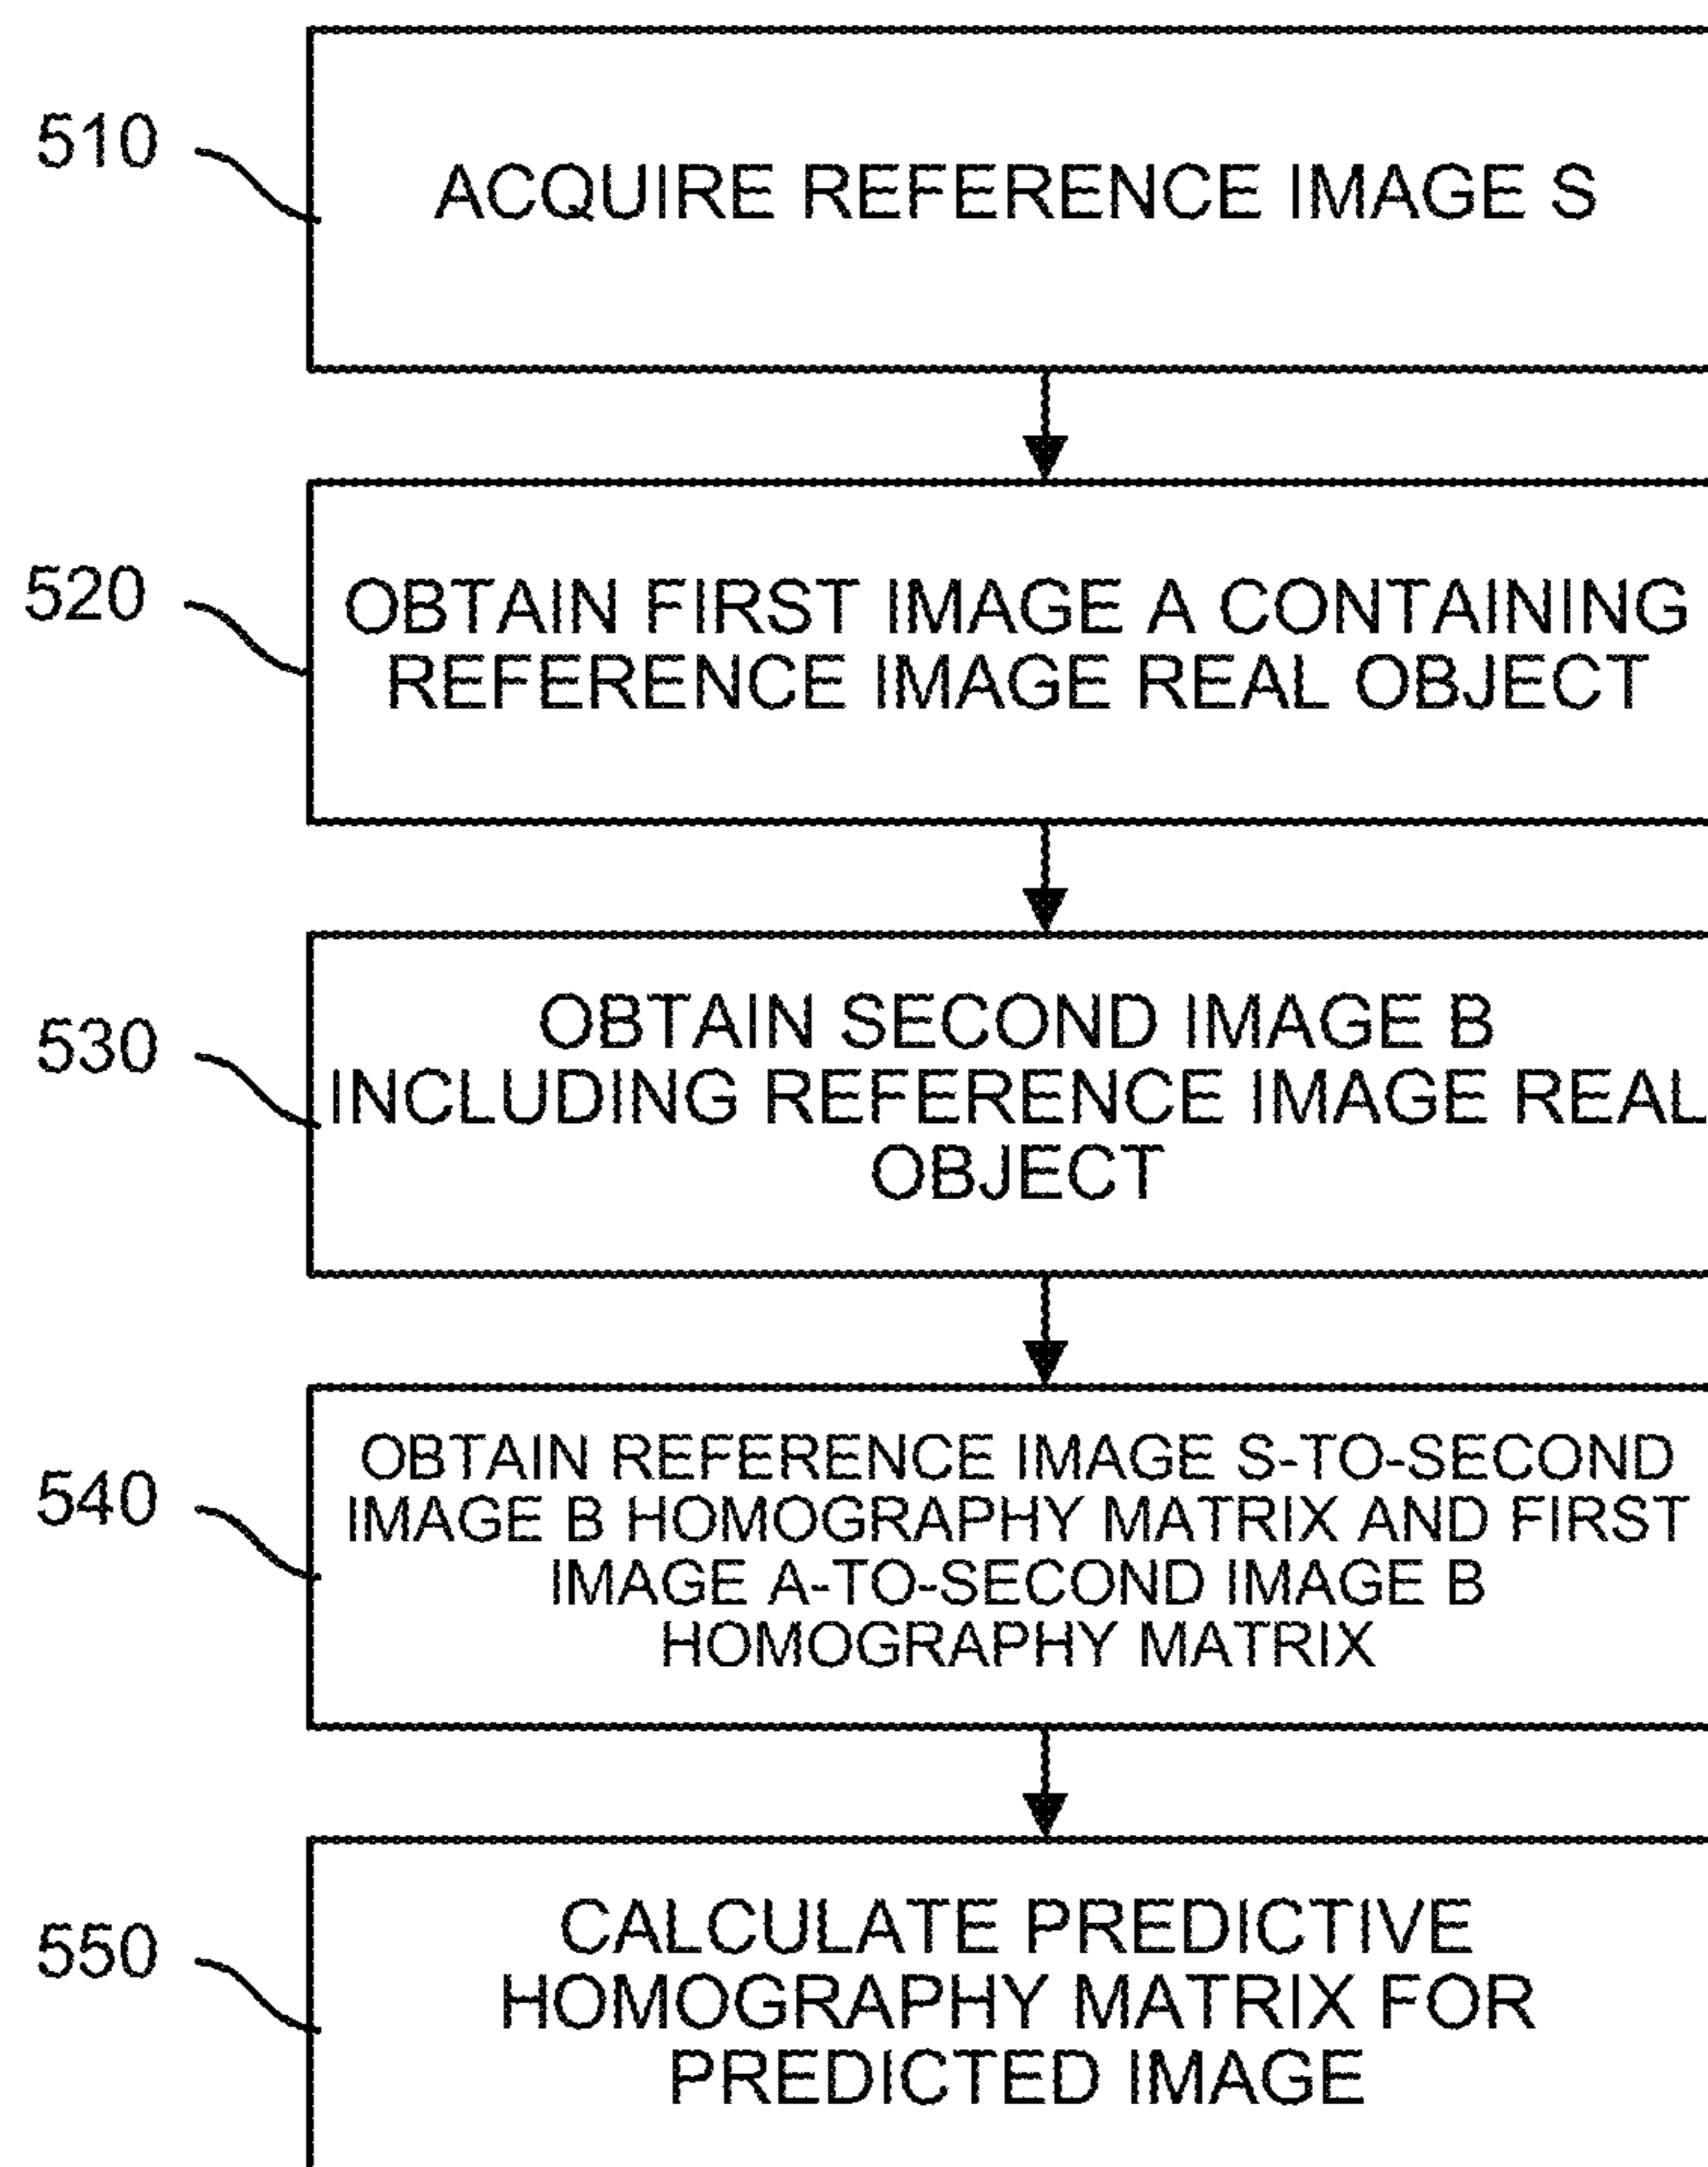 510
ACQUIRE REFERENCE IMAGE S
520
OBTAIN FIRST IMAGE A CONTAINING
REFERENCE IMAGE REAL OBJECT
530
OBTAIN SECOND IMAGE B
INCLUDING REFERENCE IMAGE REAL
OBJECT
540
OBTAIN REFERENCE IMAGE S-TO-SECOND
IMAGE B HOMOGRAPHY MATRIX AND FIRST
IMAGE A-TO-SECOND IMAGE B
HOMOGRAPHY MATRIX
550
CALCULATE PREDICTIVE
HOMOGRAPHY MATRIX FOR
PREDICTED IMAGE